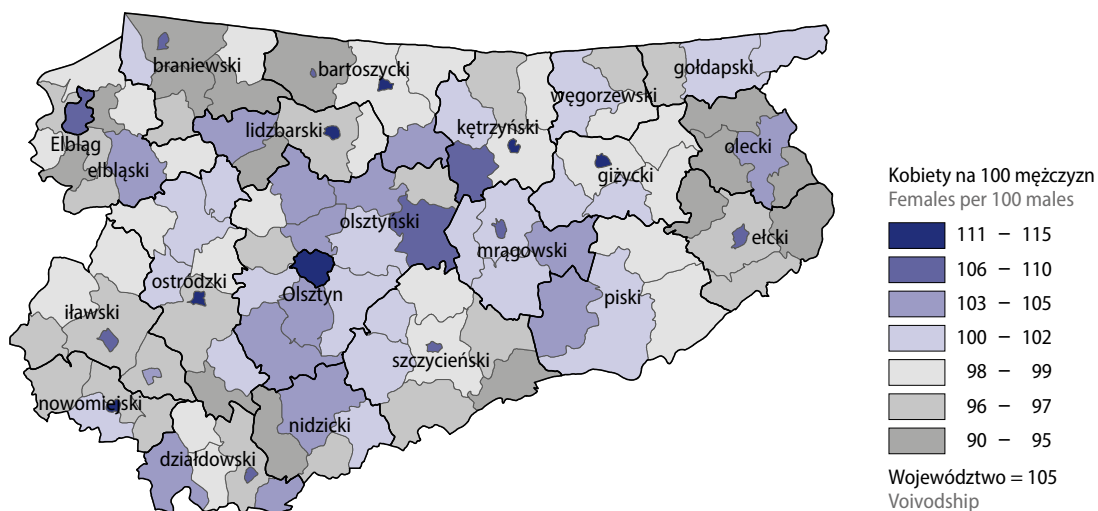 braniewski
bartoszycki
gołdapski
węgorzewski
lidzbarski
kętrzyński
Elbląg
olecki
elbląski
giżycki
olsztyński
ełcki
mrągowski
ostródzki
Olsztyn
piski
iławski
szczycieński
nowomiejski
nidzicki
działdowski
Kobiety na 100 mężczyzn
Females per 100 males
111 – 115
106 – 110
103 – 105
100 – 102
98 – 99
96 – 97
90 – 95
Województwo = 105
Voivodship